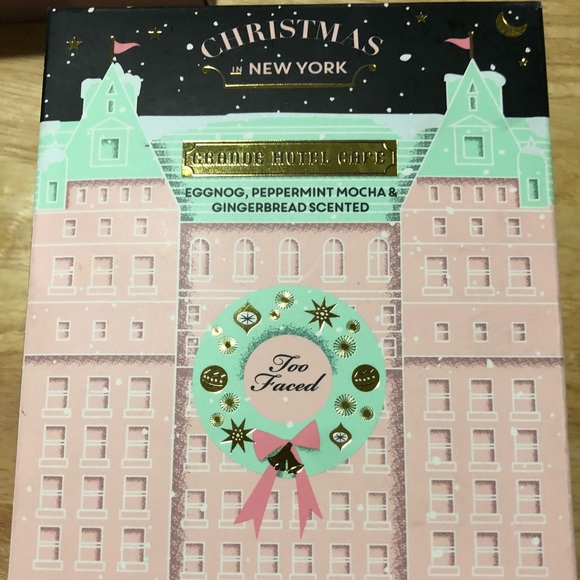 CHRISTMAS
IN NEW YORK
GRANDE HOTEL CAFE
EGGNOG, PEPPERMINT MOCHA &
GINGERBREAD SCENTED
Too
Faced